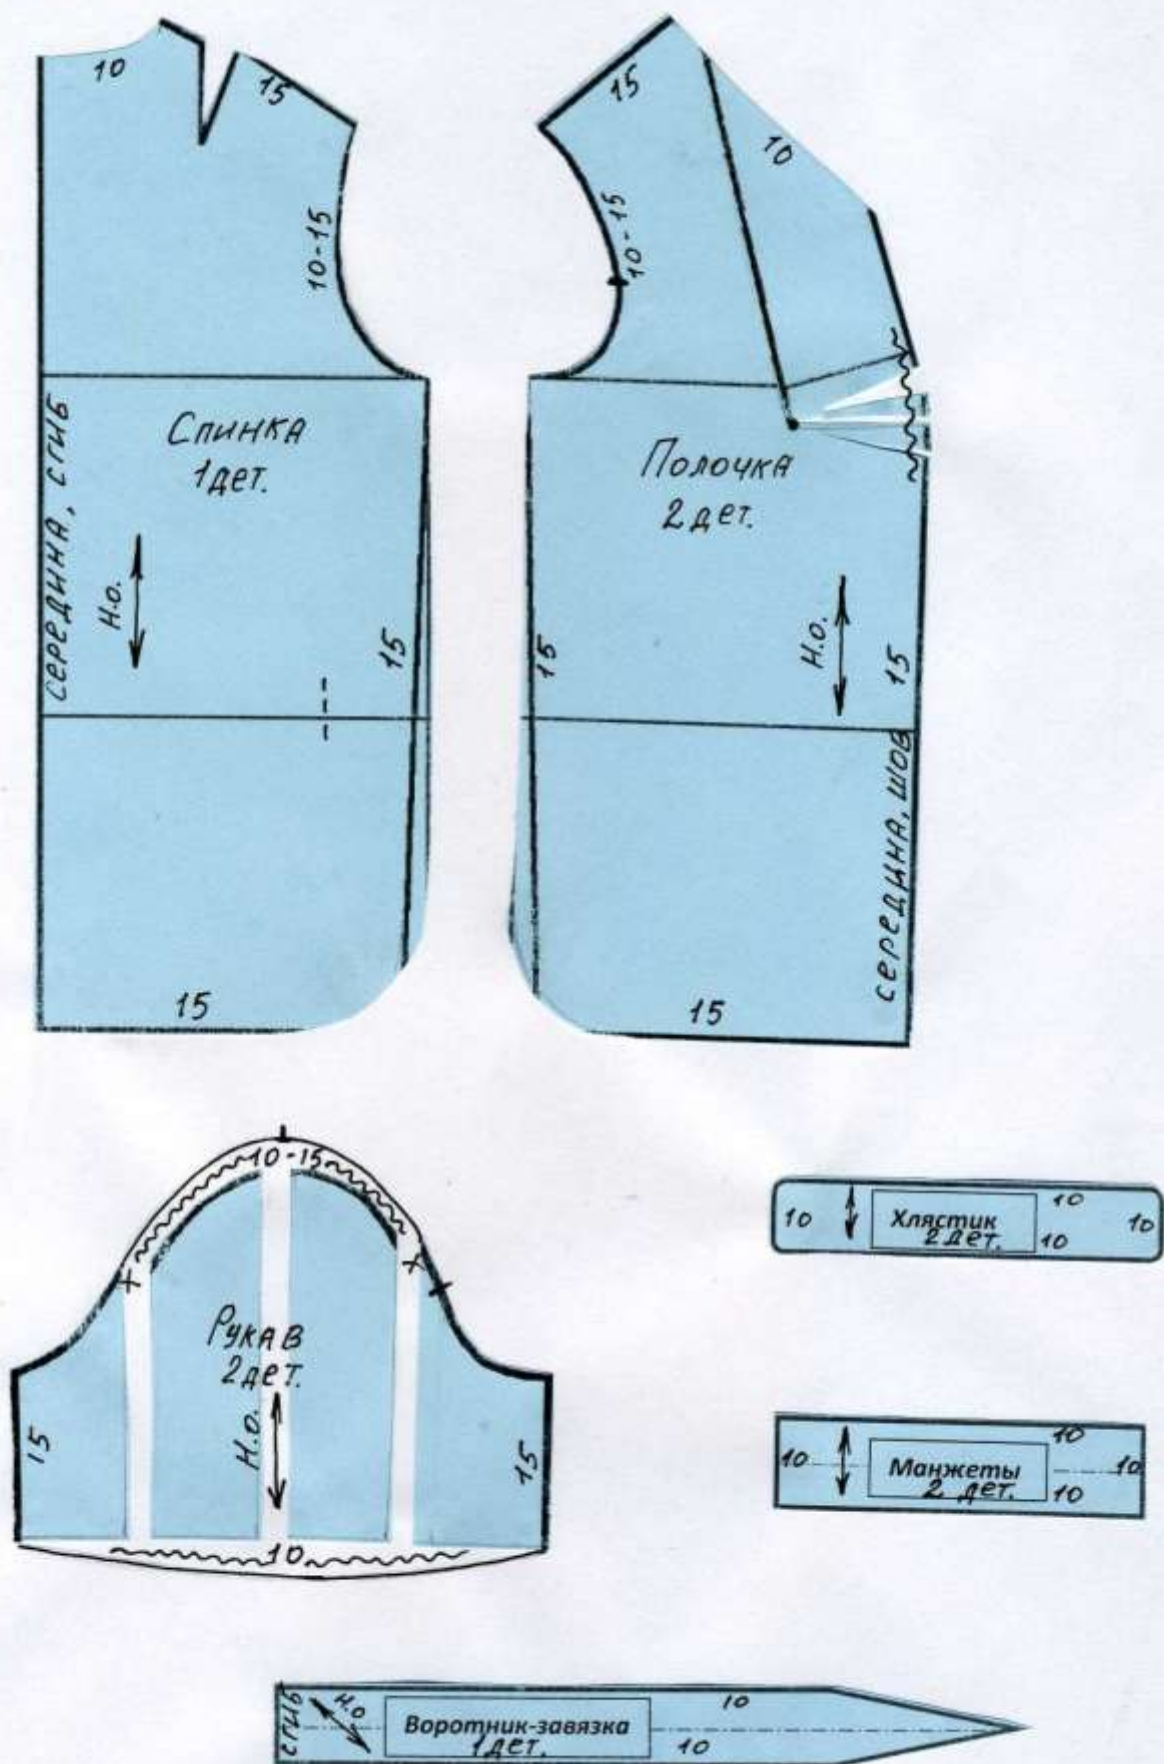 10
15
10-15
Спинка
1дет.
СЕРЕДИНА, СГИБ
Н.О.
15
15
15
10
10-15
Полочка
2 дет.
Н.О.
15
15
СЕРЕДИНА, ШОВ
15
10-15
Рукав
2дет.
Н.О.
15
15
10
10
Хлястик
2дет.
10
10
10
10
Манжеты
2 дет.
10
10
10
СГИБ
Н.О
Воротник-завязка
1дет.
10
10